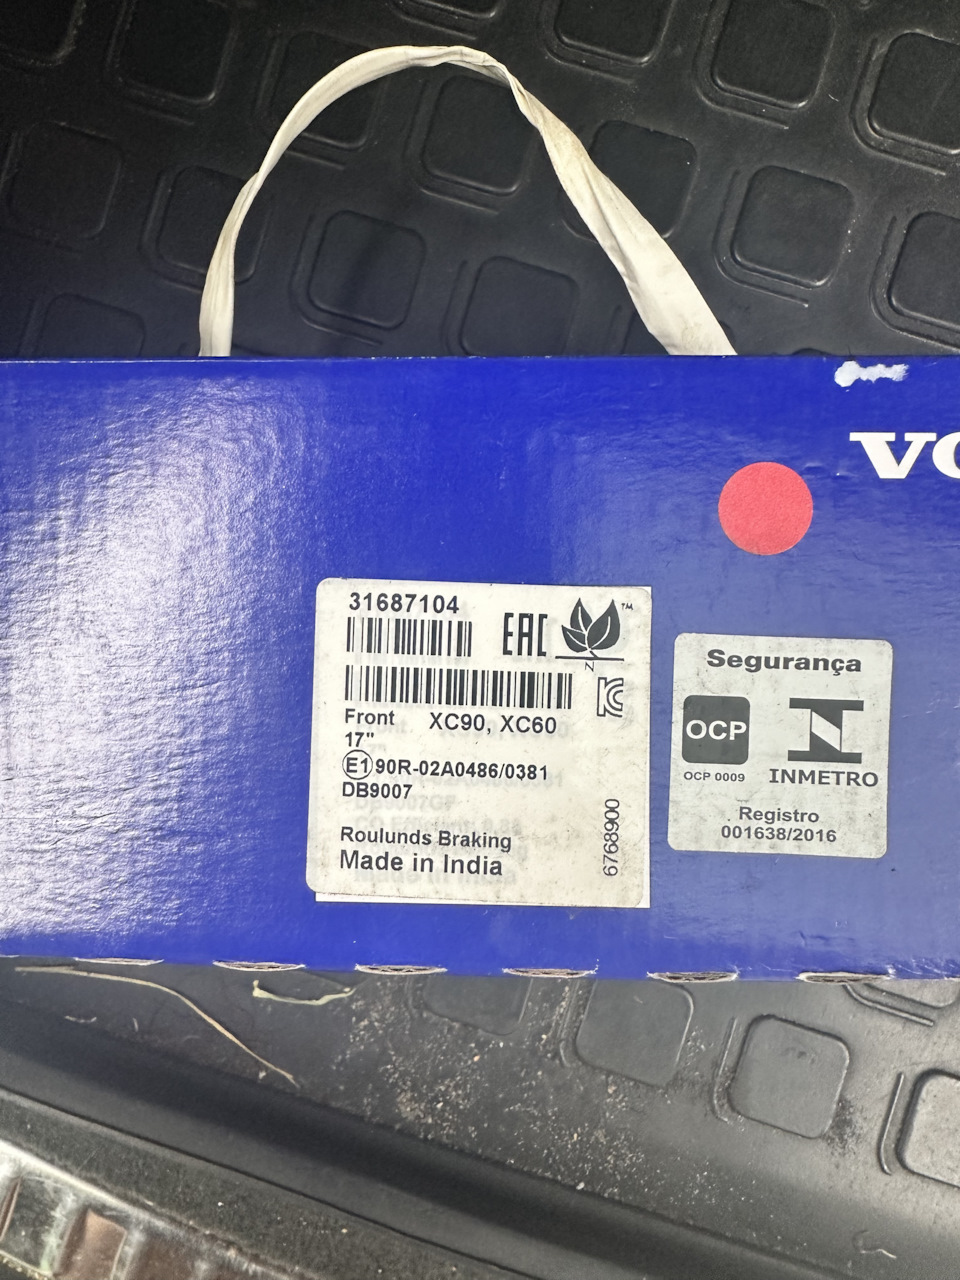 VO
31687104
EAC
TM
N
Front XC90, XC60
17"
E1 90R-02A0486/0381
DB9007
Roulunds Braking
Made in India
6768900
Segurança
OCP
OCP 0009
INMETRO
Registro
001638/2016